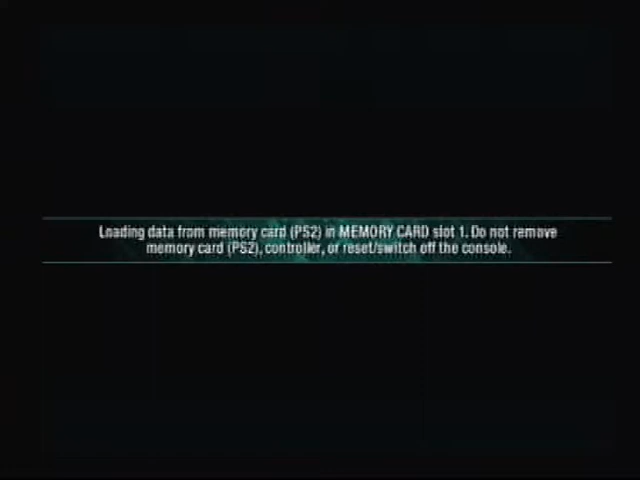 Loading data from memory card (PS2) in MEMORY CARD slot 1. Do not remove
memory card (PS2), controller, or reset/switch off the console.